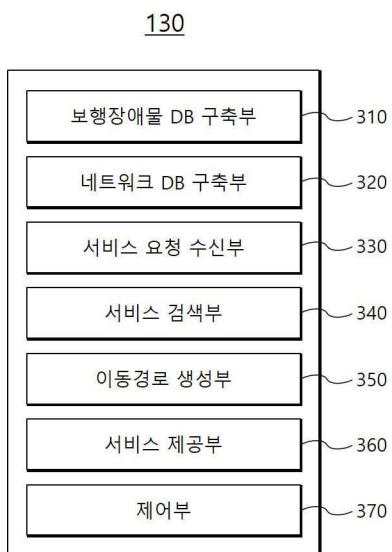 130
보행장애물 DB 구축부 310
네트워크 DB 구축부 320
서비스 요청 수신부 330
서비스 검색부 340
이동경로 생성부 350
서비스 제공부 360
제어부 370